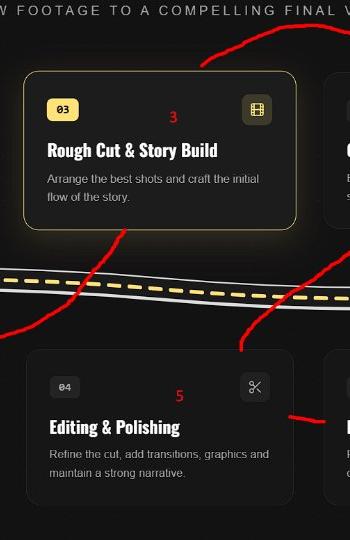 FOOTAGE TO A COMPELLING FINAL
03
3
Rough Cut & Story Build
Arrange the best shots and craft the initial
flow of the story.
04
5
Editing & Polishing
Refine the cut, add transitions, graphics and
maintain a strong narrative.